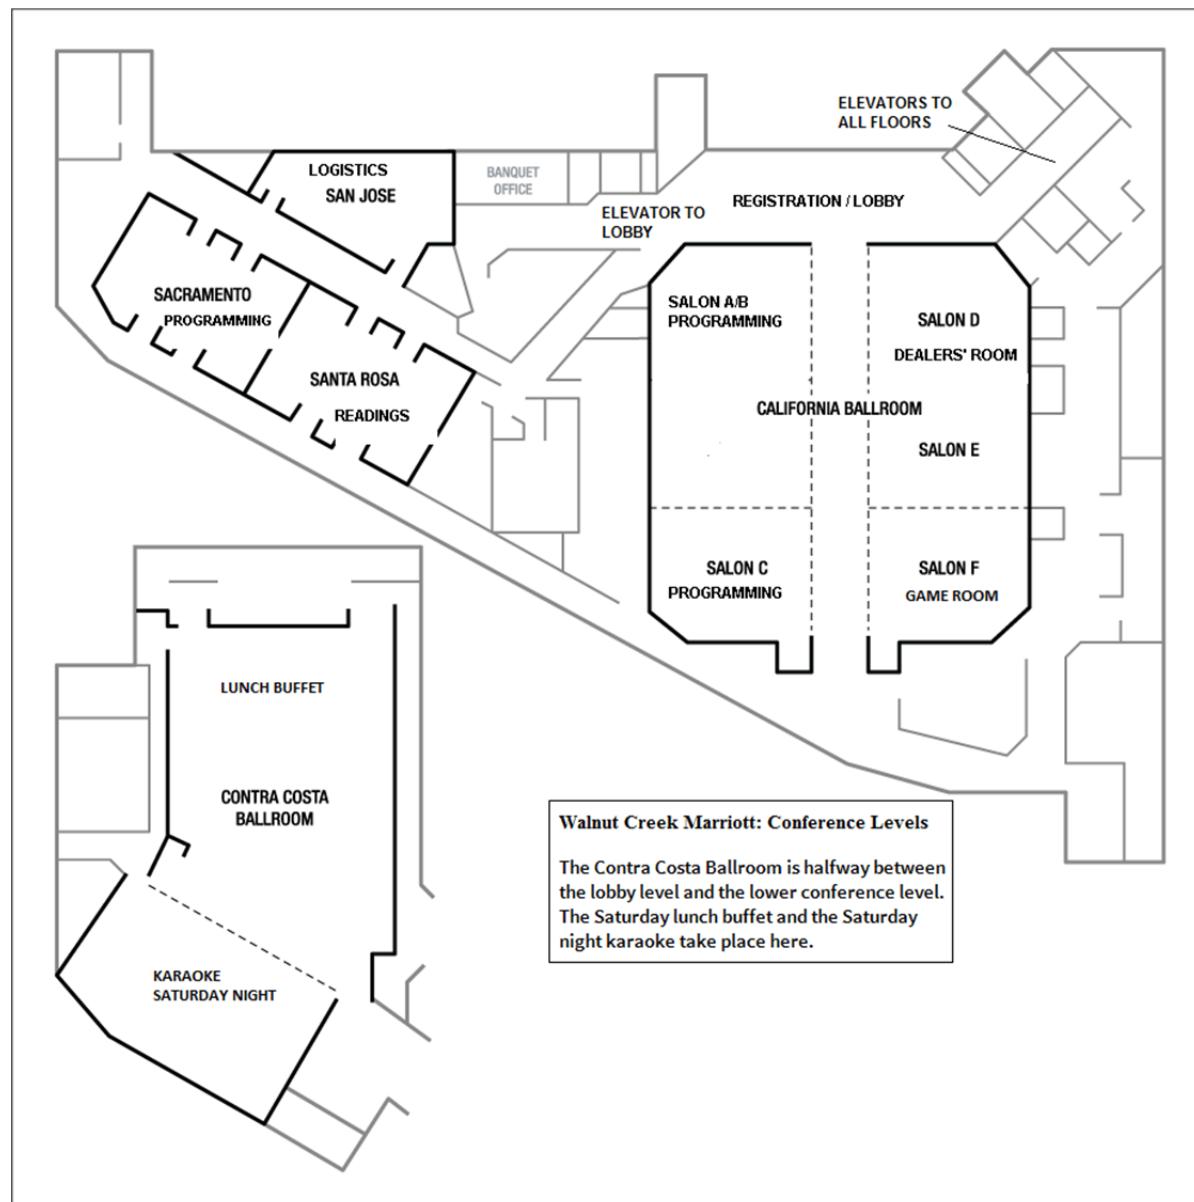 ELEVATORS TO
ALL FLOORS
LOGISTICS
SAN JOSE
BANQUET
OFFICE
REGISTRATION / LOBBY
ELEVATOR TO
LOBBY
SACRAMENTO
PROGRAMMING
SALON A/B
PROGRAMMING
SALON D
DEALERS' ROOM
SANTA ROSA
READINGS
CALIFORNIA BALLROOM
SALON E
SALON C
PROGRAMMING
SALON F
GAME ROOM
LUNCH BUFFET
CONTRA COSTA
BALLROOM
KARAOKE
SATURDAY NIGHT
Walnut Creek Marriott: Conference Levels
The Contra Costa Ballroom is halfway between
the lobby level and the lower conference level.
The Saturday lunch buffet and the Saturday
night karaoke take place here.